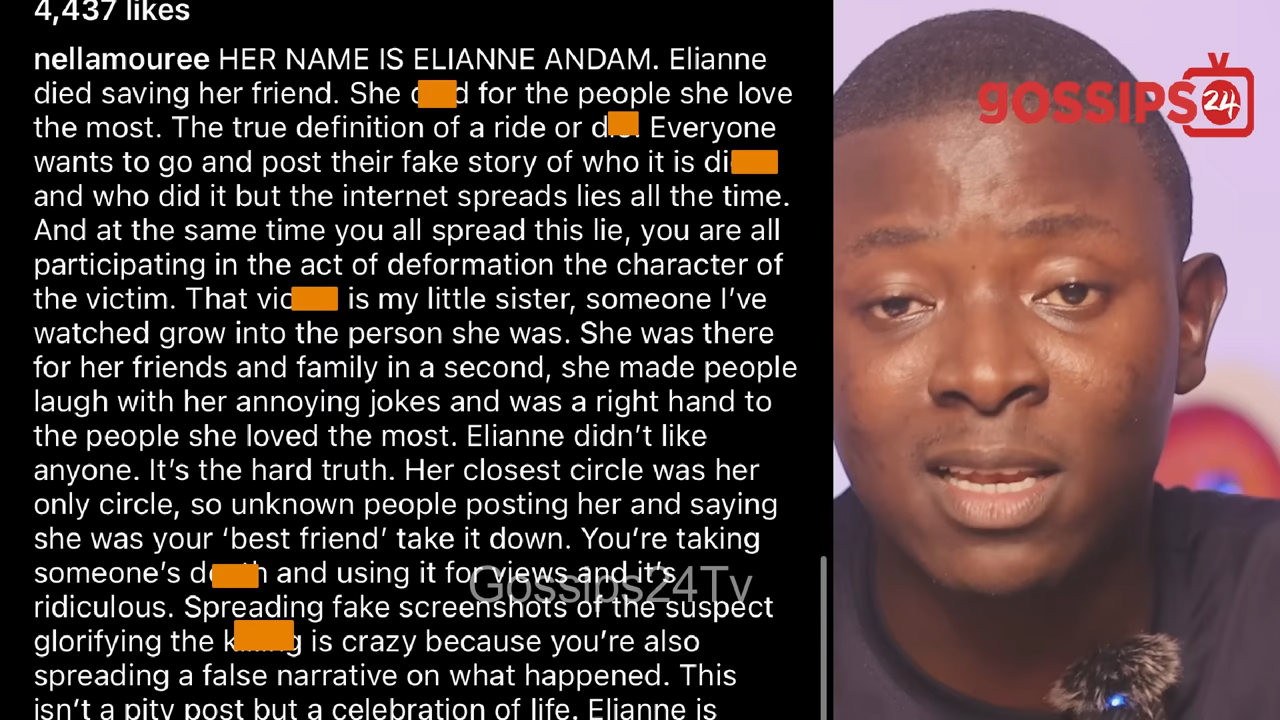 4,437 likes
nellamouree HER NAME IS ELIANNE ANDAM. Elianne
died saving her friend. She for the people she love
the most. The true definition of a ride or Everyone
wants to go and post their fake story of who it is
and who did it but the internet spreads lies all the time.
And at the same time you all spread this lie, you are all
participating in the act of deformation the character of
the victim. That is my little sister, someone I've
watched grow into the person she was. She was there
for her friends and family in a second, she made people
laugh with her annoying jokes and was a right hand to
the people she loved the most. Elianne didn't like
anyone. It's the hard truth. Her closest circle was her
only circle, so unknown people posting her and saying
she was your 'best friend' take it down. You're taking
someone's and using it for views and it's
ridiculous. Spreading fake screenshots of the suspect
glorifying the is crazy because you're also
spreading a false narrative on what happened. This
isn't a pity post but a celebration of life. Elianne is
gOSSIPS 24
Gossips24Tv